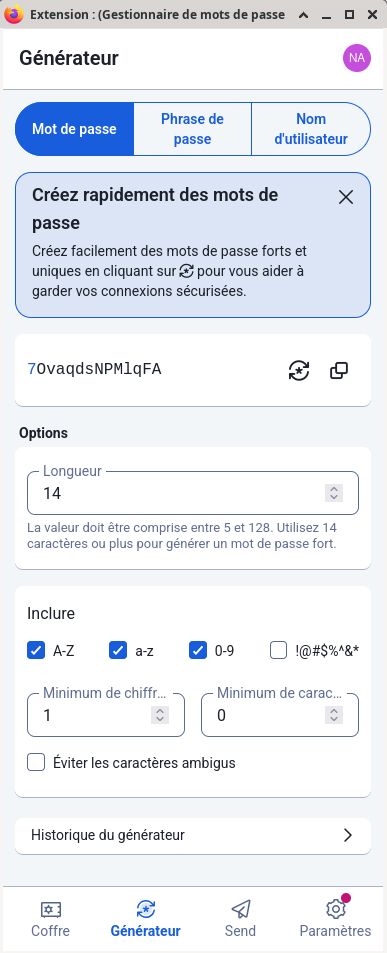 Extension : (Gestionnaire de mots de passe
Générateur
NA
Mot de passe
Phrase de
passe
Nom
d'utilisateur
Créez rapidement des mots de
passe
Créez facilement des mots de passe forts et
uniques en cliquant sur pour vous aider à
garder vos connexions sécurisées.
7OvaqdsNPMlqFA
Options
Longueur
14
La valeur doit être comprise entre 5 et 128. Utilisez 14
caractères ou plus pour générer un mot de passe fort.
Inclure
A-Z
a-z
0-9
!@#$%^&*
Minimum de chiffr...
1
Minimum de carac...
0
Éviter les caractères ambigus
Historique du générateur
Coffre
Générateur
Send
Paramètres